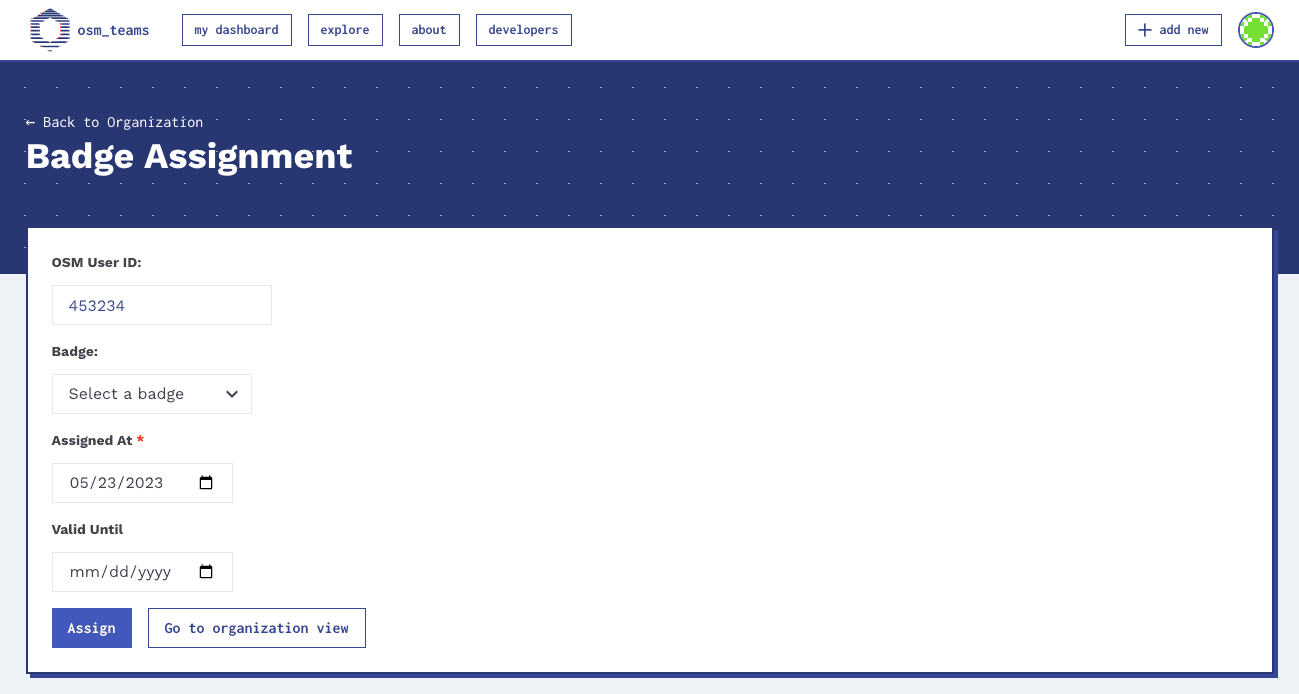 osm_teams my dashboard explore about developers + add new
← Back to Organization
Badge Assignment
OSM User ID:
453234
Badge:
Select a badge
Assigned At *
05/23/2023
Valid Until
mm/dd/yyyy
Assign Go to organization view